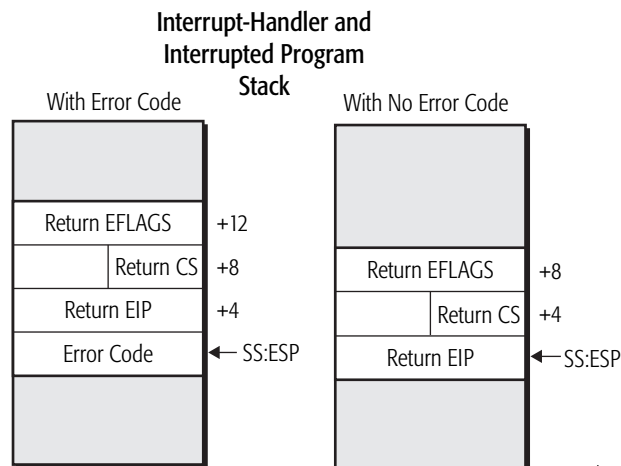 Interrupt-Handler and
Interrupted Program
Stack
With Error Code
Return EFLAGS +12
Return CS +8
Return EIP +4
Error Code SS:ESP
With No Error Code
Return EFLAGS +8
Return CS +4
Return EIP SS:ESP